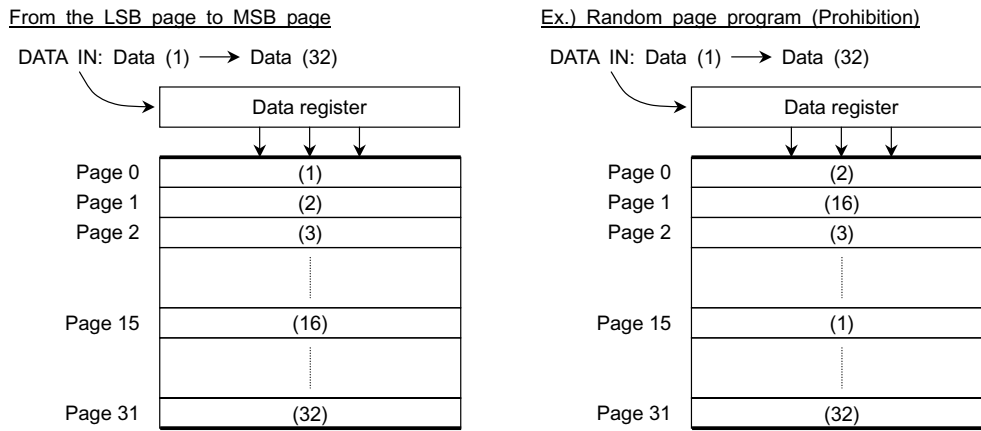 From the LSB page to MSB page
DATA IN: Data (1) → Data (32)
Data register
Page 0 (1)
Page 1 (2)
Page 2 (3)
Page 15 (16)
Page 31 (32)
Ex.) Random page program (Prohibition)
DATA IN: Data (1) → Data (32)
Data register
Page 0 (2)
Page 1 (16)
Page 2 (3)
Page 15 (1)
Page 31 (32)